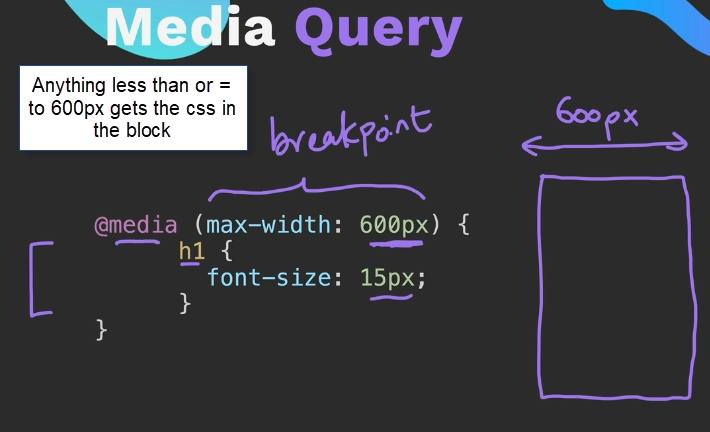 Media Query
Anything less than or =
to 600px gets the css in
the block
breakpoint
600px
@media (max-width: 600px) {
h1 {
font-size: 15px;
}
}